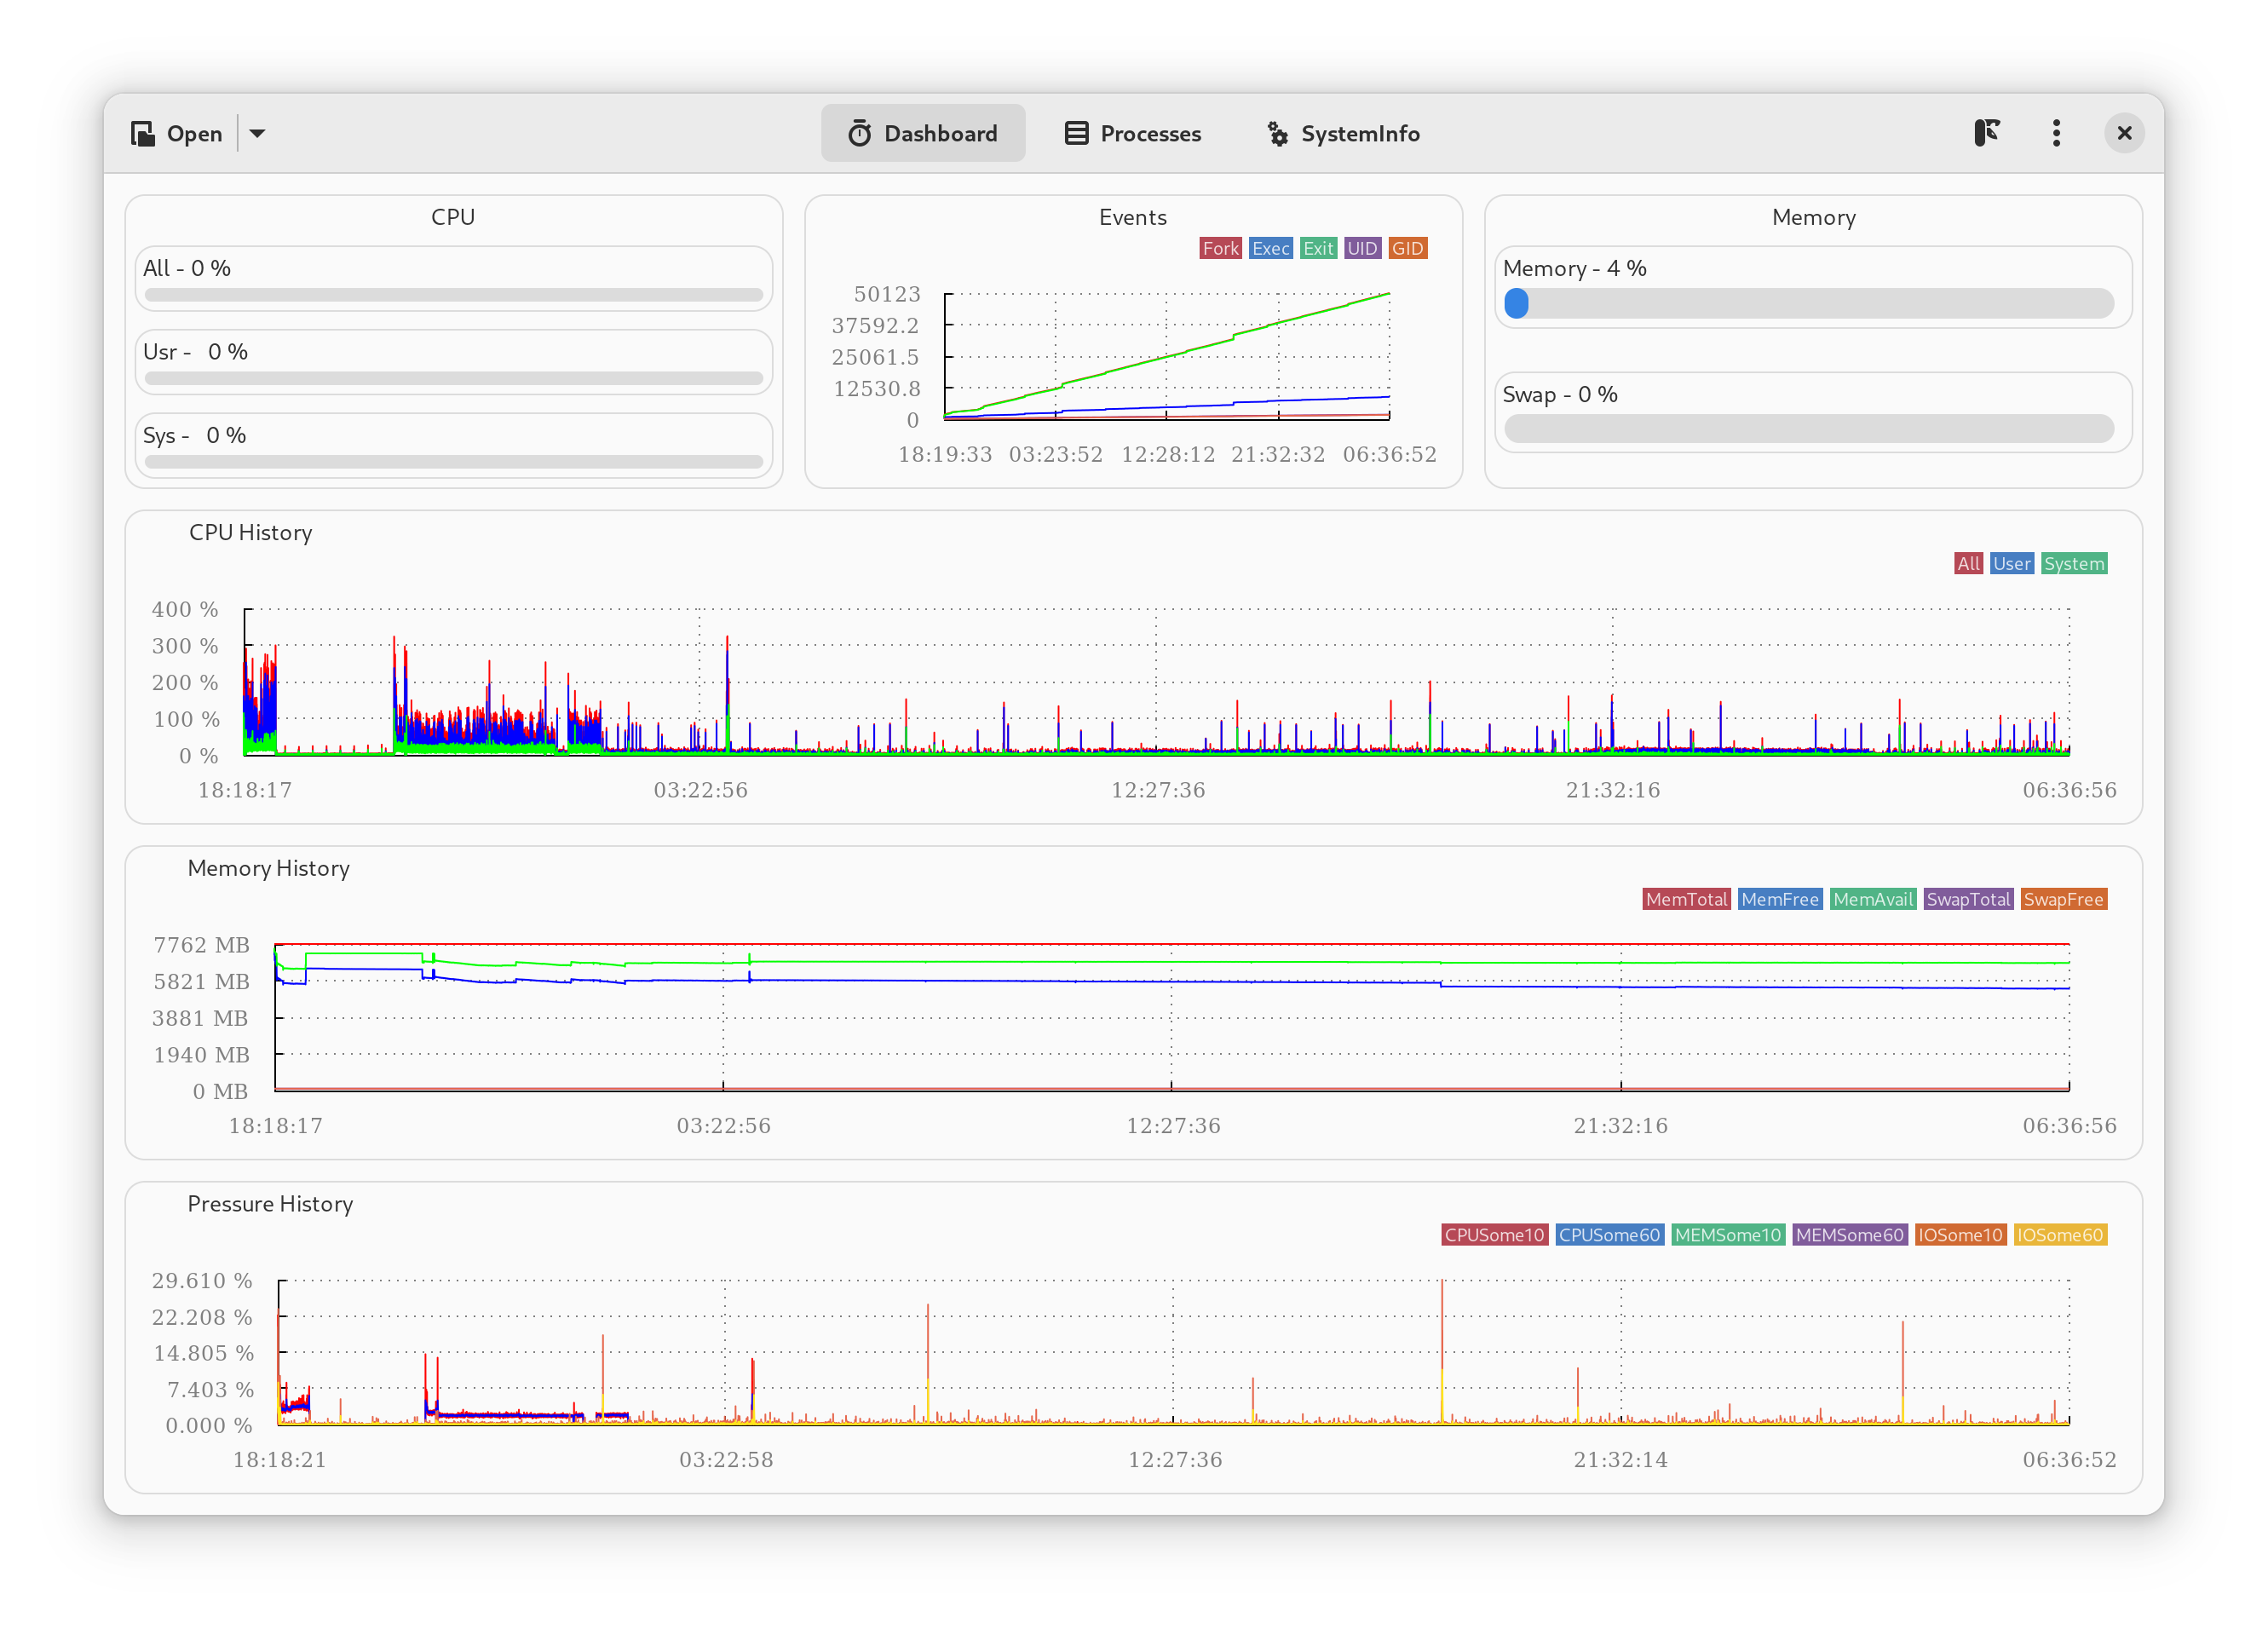 Open
Dashboard
Processes
SystemInfo
CPU
All - 0 %
Usr -   0 %
Sys -   0 %
Events
Fork Exec Exit UID GID
50123
37592.2
25061.5
12530.8
0
18:19:33 03:23:52 12:28:12 21:32:32 06:36:52
Memory
Memory - 4 %
Swap - 0 %
CPU History
All User System
400 %
300 %
200 %
100 %
0 %
18:18:17 03:22:56 12:27:36 21:32:16 06:36:56
Memory History
MemTotal MemFree MemAvail SwapTotal SwapFree
7762 MB
5821 MB
3881 MB
1940 MB
0 MB
18:18:17 03:22:56 12:27:36 21:32:16 06:36:56
Pressure History
CPUSome10 CPUSome60 MEMSome10 MEMSome60 IOSome10 IOSome60
29.610 %
22.208 %
14.805 %
7.403 %
0.000 %
18:18:21 03:22:58 12:27:36 21:32:14 06:36:52